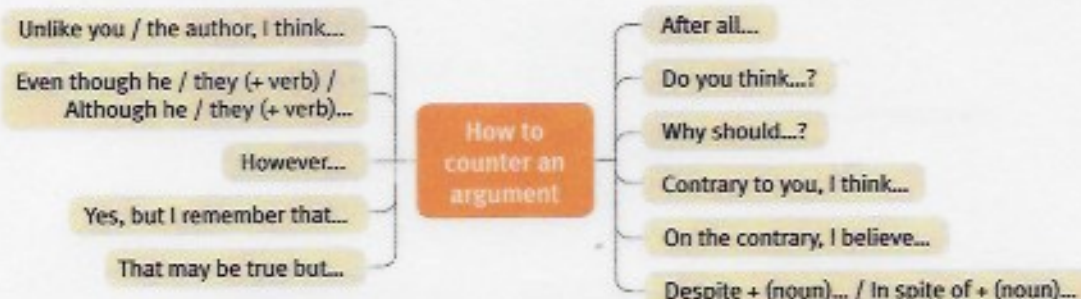 Unlike you / the author, I think...
Even though he / they (+ verb) /
Although he / they (+ verb)...
However...
Yes, but I remember that...
That may be true but...
How to
counter an
argument
After all...
Do you think...?
Why should...?
Contrary to you, I think...
On the contrary, I believe...
Despite + (noun)... / In spite of + (noun)...